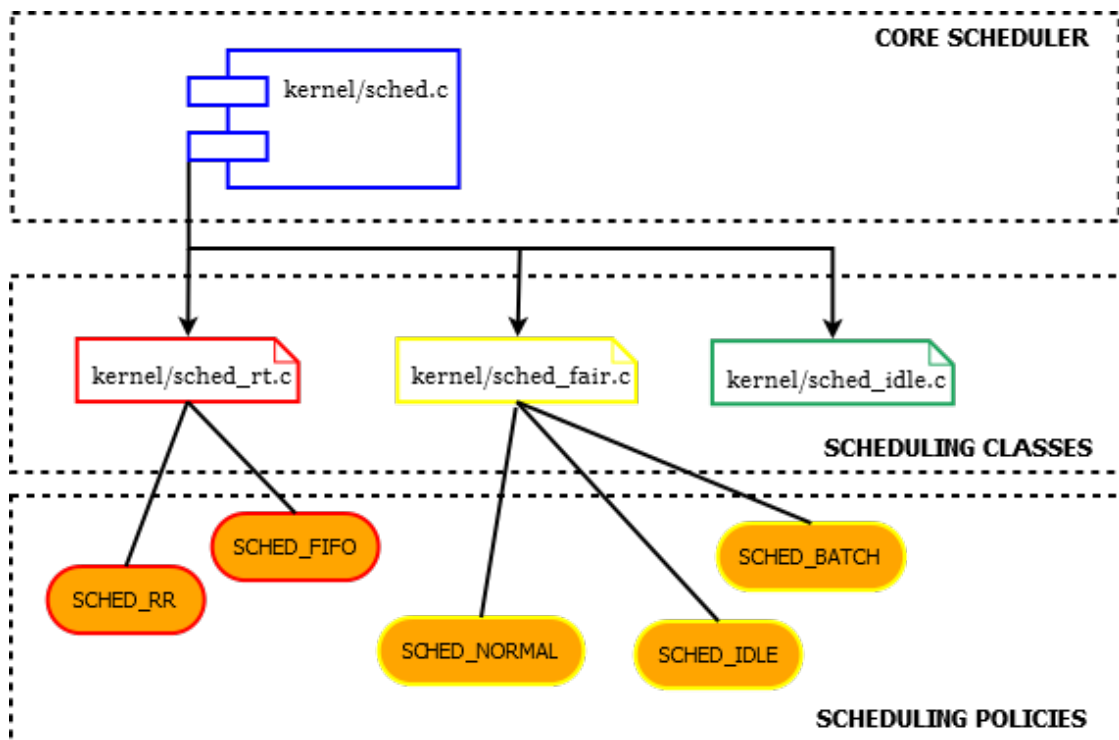 CORE SCHEDULER
kernel/sched.c
kernel/sched_rt.c
kernel/sched_fair.c
kernel/sched_idle.c
SCHEDULING CLASSES
SCHED_FIFO
SCHED_BATCH
SCHED_RR
SCHED_NORMAL
SCHED_IDLE
SCHEDULING POLICIES